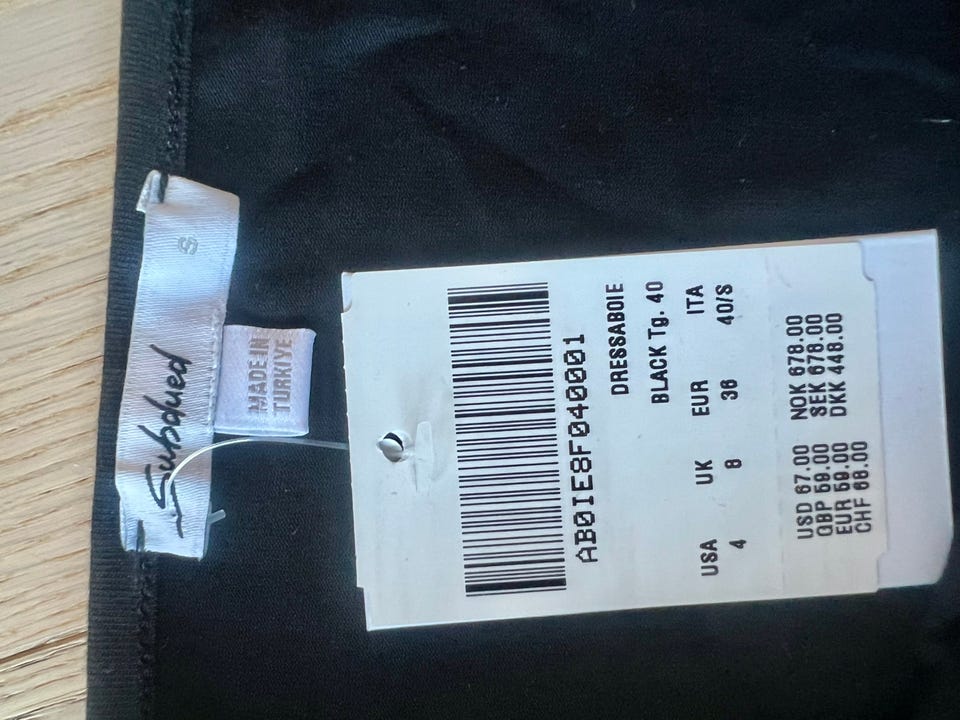 Subdued
S
MADE IN
TURKIYE
AB0IE8F040001
DRESSABOIE
BLACK Tg. 40
USA UK EUR ITA
4 8 36 40/S
USD 67.00 NOK 678.00
GBP 59.00 SEK 678.00
EUR 59.00 DKK 448.00
CHF 68.00